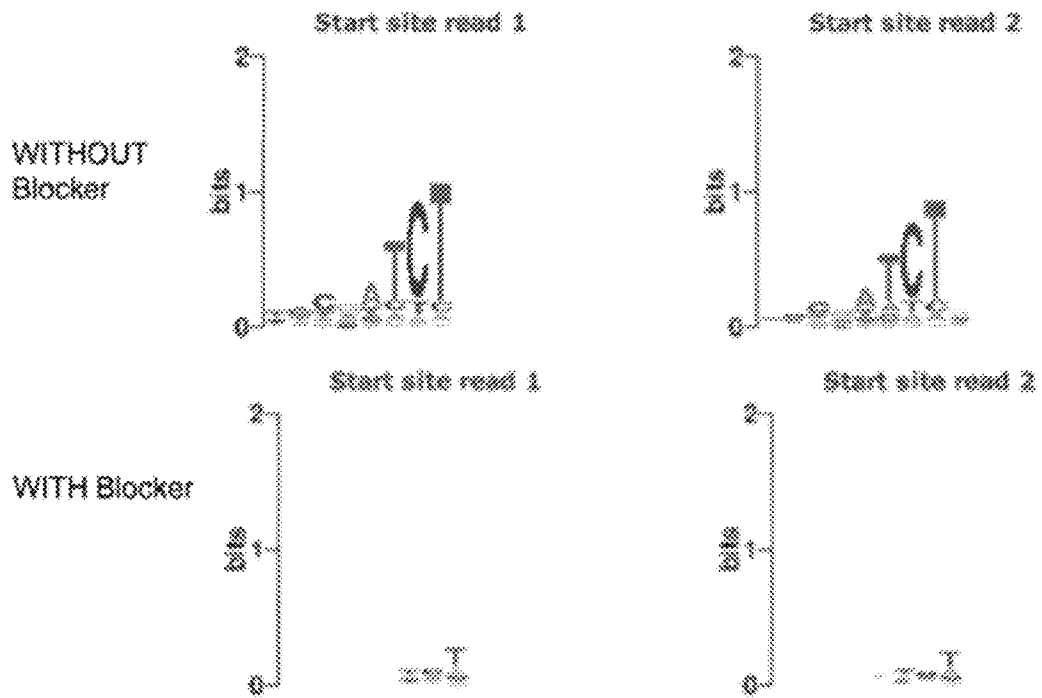 Start site read 1
Start site read 2
WITHOUT
Blocker
2
1
0
bits
C
A
T
C
T
2
1
0
bits
A
T
C
T
Start site read 1
Start site read 2
WITH Blocker
2
1
0
bits
T
2
1
0
bits
T